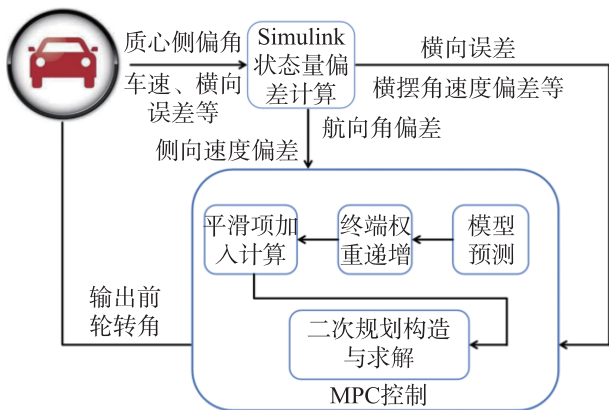 质心侧偏角
车速、横向
误差等
Simulink
状态量偏
差计算
横向误差
横摆角速度偏差等
航向角偏差
侧向速度偏差
平滑项加
入计算
终端权
重递增
模型
预测
二次规划构造
与求解
MPC控制
输出前
轮转角